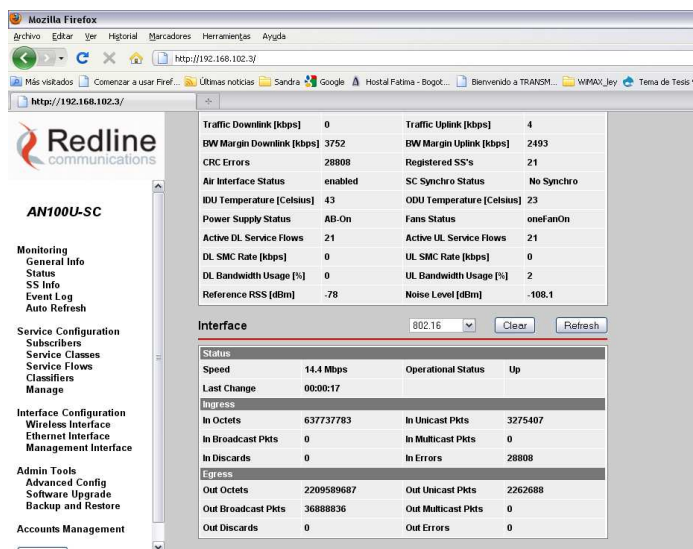 Mozilla Firefox
Archivo Editar Ver Historial Marcadores Herramientas Ayuda
http://192.168.102.3/
Más visitados Comenzar a usar Firef... Últimas noticias Sandra Google Hostal Fatima - Bogot... Bienvenido a TRANSM... WiMAX_ley Tema de Tesis
http://192.168.102.3/
Redline
communications
AN100U-SC
Monitoring
General Info
Status
SS Info
Event Log
Auto Refresh
Service Configuration
Subscribers
Service Classes
Service Flows
Classifiers
Manage
Interface Configuration
Wireless Interface
Ethernet Interface
Management Interface
Admin Tools
Advanced Config
Software Upgrade
Backup and Restore
Accounts Management
Traffic Downlink [kbps] 0 Traffic Uplink [kbps] 4
BW Margin Downlink [kbps] 3752 BW Margin Uplink [kbps] 2493
CRC Errors 28808 Registered SS's 21
Air Interface Status enabled SC Synchro Status No Synchro
IDU Temperature [Celsius] 43 ODU Temperature [Celsius] 23
Power Supply Status AB-On Fans Status oneFanOn
Active DL Service Flows 21 Active UL Service Flows 21
DL SMC Rate [kbps] 0 UL SMC Rate [kbps] 0
DL Bandwidth Usage [%] 0 UL Bandwidth Usage [%] 2
Reference RSS [dBm] -78 Noise Level [dBm] -108.1
Interface 802.16 Clear Refresh
Status
Speed 14.4 Mbps Operational Status Up
Last Change 00:00:17
Ingress
In Octets 637737783 In Unicast Pkts 3275407
In Broadcast Pkts 0 In Multicast Pkts 0
In Discards 0 In Errors 28808
Egress
Out Octets 2209589687 Out Unicast Pkts 2262688
Out Broadcast Pkts 36888836 Out Multicast Pkts 0
Out Discards 0 Out Errors 0